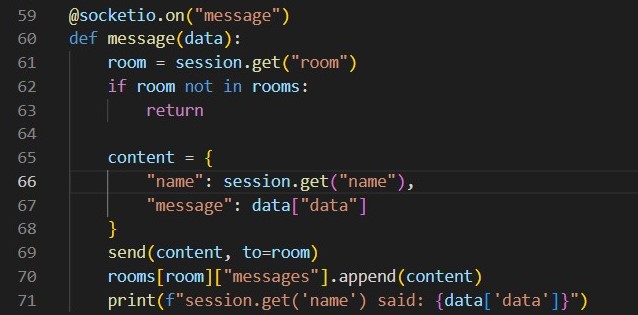 59 @socketio.on("message")
60 def message(data):
61     room = session.get("room")
62     if room not in rooms:
63         return
64
65     content = {
66         "name": session.get("name"),
67         "message": data["data"]
68     }
69     send(content, to=room)
70     rooms[room]["messages"].append(content)
71     print(f"session.get('name') said: {data['data']}")